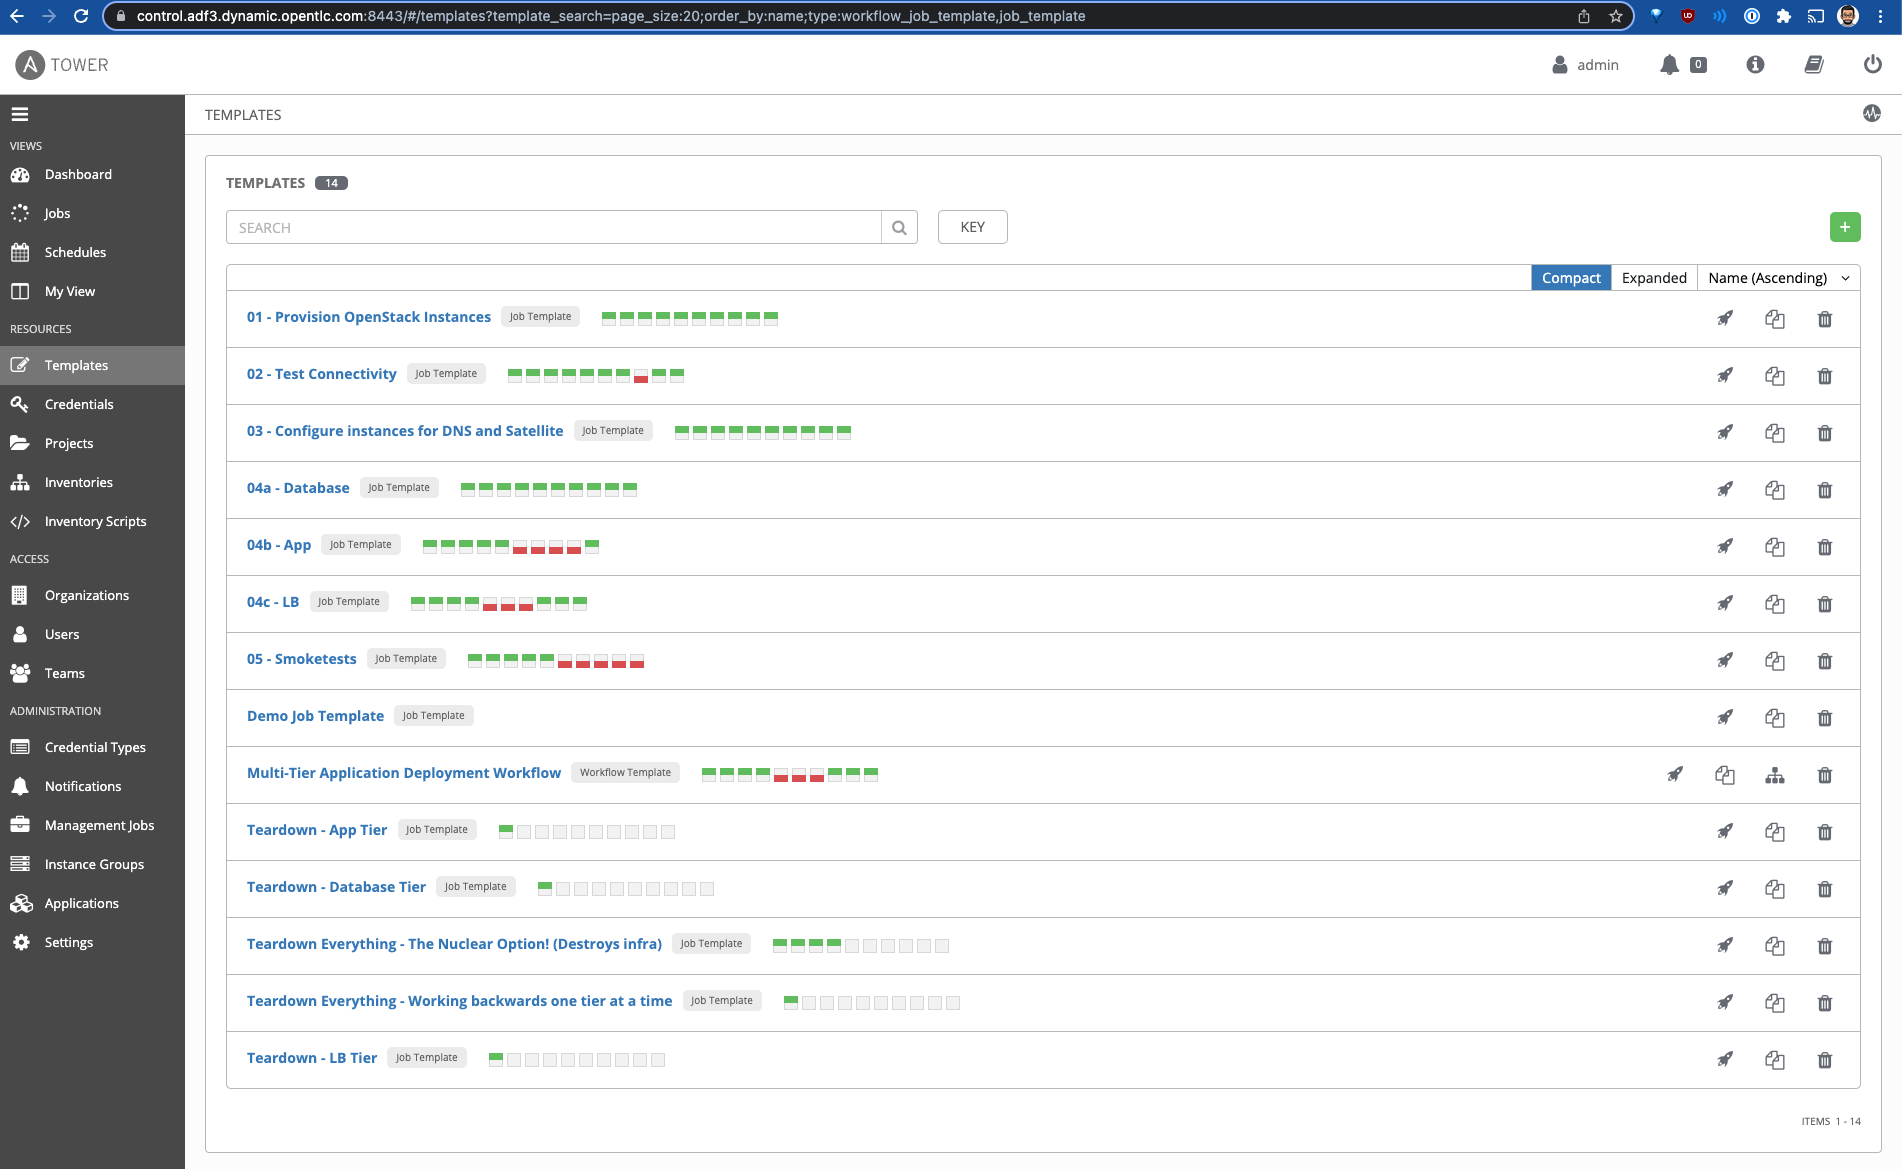 control.adf3.dynamic.opentlc.com:8443/#/templates?template_search=page_size:20;order_by:name;type:workflow_job_template,job_template
A TOWER
admin
0
VIEWS
Dashboard
Jobs
Schedules
My View
RESOURCES
Templates
Credentials
Projects
Inventories
Inventory Scripts
ACCESS
Organizations
Users
Teams
ADMINISTRATION
Credential Types
Notifications
Management Jobs
Instance Groups
Applications
Settings
TEMPLATES
TEMPLATES 14
SEARCH
KEY
+
Compact Expanded Name (Ascending)
01 - Provision OpenStack Instances Job Template
02 - Test Connectivity Job Template
03 - Configure instances for DNS and Satellite Job Template
04a - Database Job Template
04b - App Job Template
04c - LB Job Template
05 - Smoketests Job Template
Demo Job Template Job Template
Multi-Tier Application Deployment Workflow Workflow Template
Teardown - App Tier Job Template
Teardown - Database Tier Job Template
Teardown Everything - The Nuclear Option! (Destroys infra) Job Template
Teardown Everything - Working backwards one tier at a time Job Template
Teardown - LB Tier Job Template
ITEMS 1 - 14